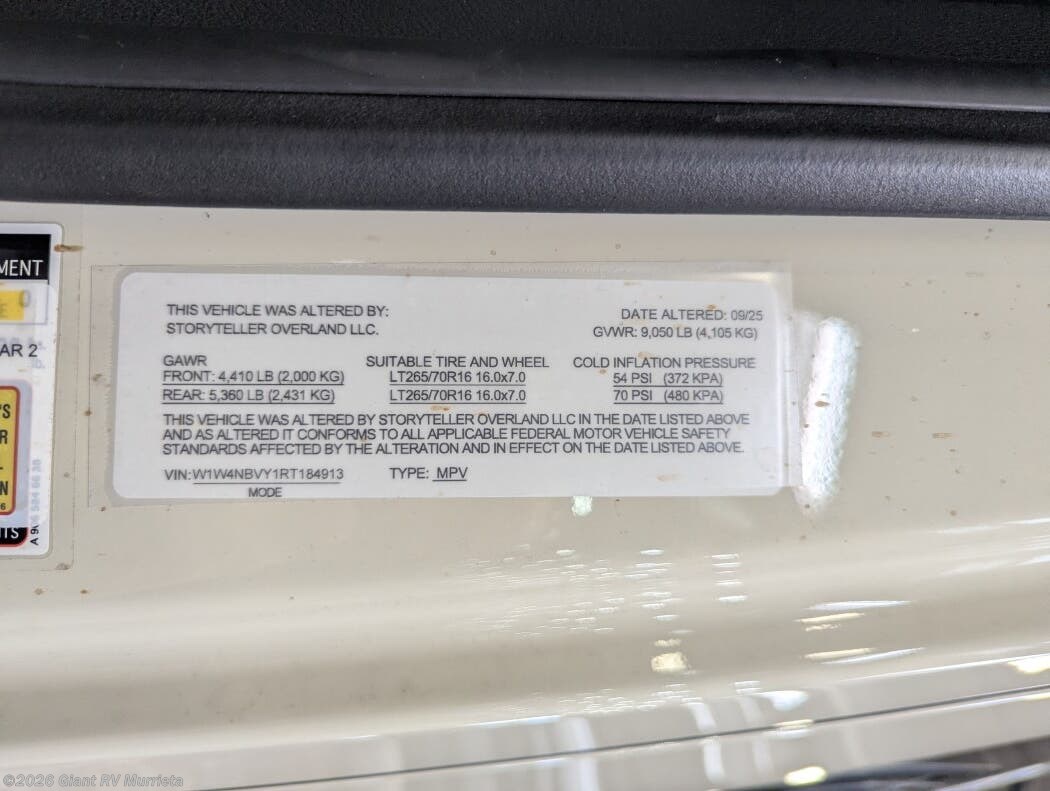 MENT
AR 2
'S
R
L-
N
TS
THIS VEHICLE WAS ALTERED BY:
STORYTELLER OVERLAND LLC.
DATE ALTERED: 09/25
GVWR: 9,050 LB (4,105 KG)
GAWR SUITABLE TIRE AND WHEEL COLD INFLATION PRESSURE
FRONT: 4,410 LB (2,000 KG) LT265/70R16 16.0x7.0 54 PSI (372 KPA)
REAR: 5,360 LB (2,431 KG) LT265/70R16 16.0x7.0 70 PSI (480 KPA)
THIS VEHICLE WAS ALTERED BY STORYTELLER OVERLAND LLC IN THE DATE LISTED ABOVE
AND AS ALTERED IT CONFORMS TO ALL APPLICABLE FEDERAL MOTOR VEHICLE SAFETY
STANDARDS AFFECTED BY THE ALTERATION AND IN EFFECT ON THE DATE LISTED ABOVE.
VIN: W1W4NBVY1RT184913 TYPE: MPV
MODE
©2026 Giant RV Murrieta